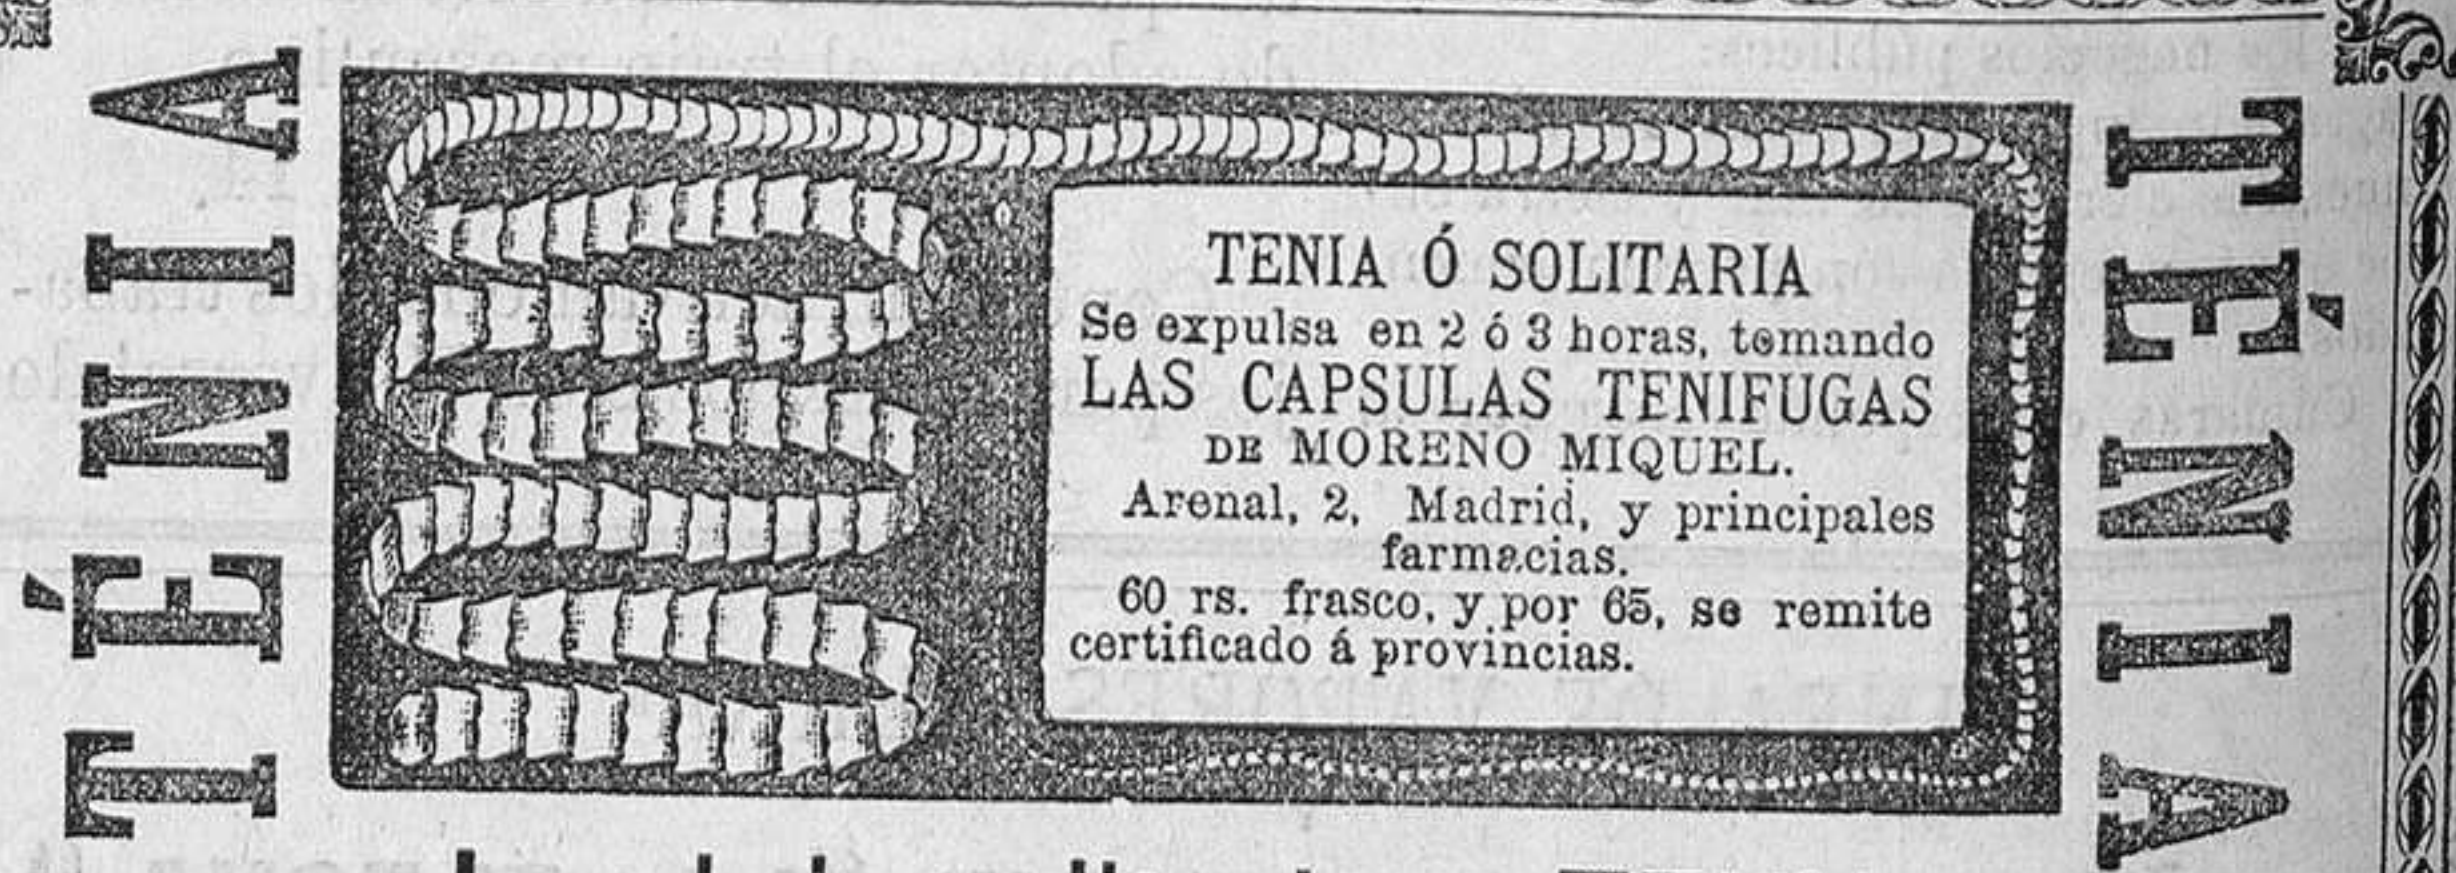 TÉNIA
TENIA Ó SOLITARIA
Se expulsa en 2 ó 3 horas, tomando
LAS CAPSULAS TENIFUGAS
DE MORENO MIQUEL.
Arenal, 2, Madrid, y principales
farmacias.
60 rs. frasco, y por 65, se remite
certificado á provincias.
TÉNIA